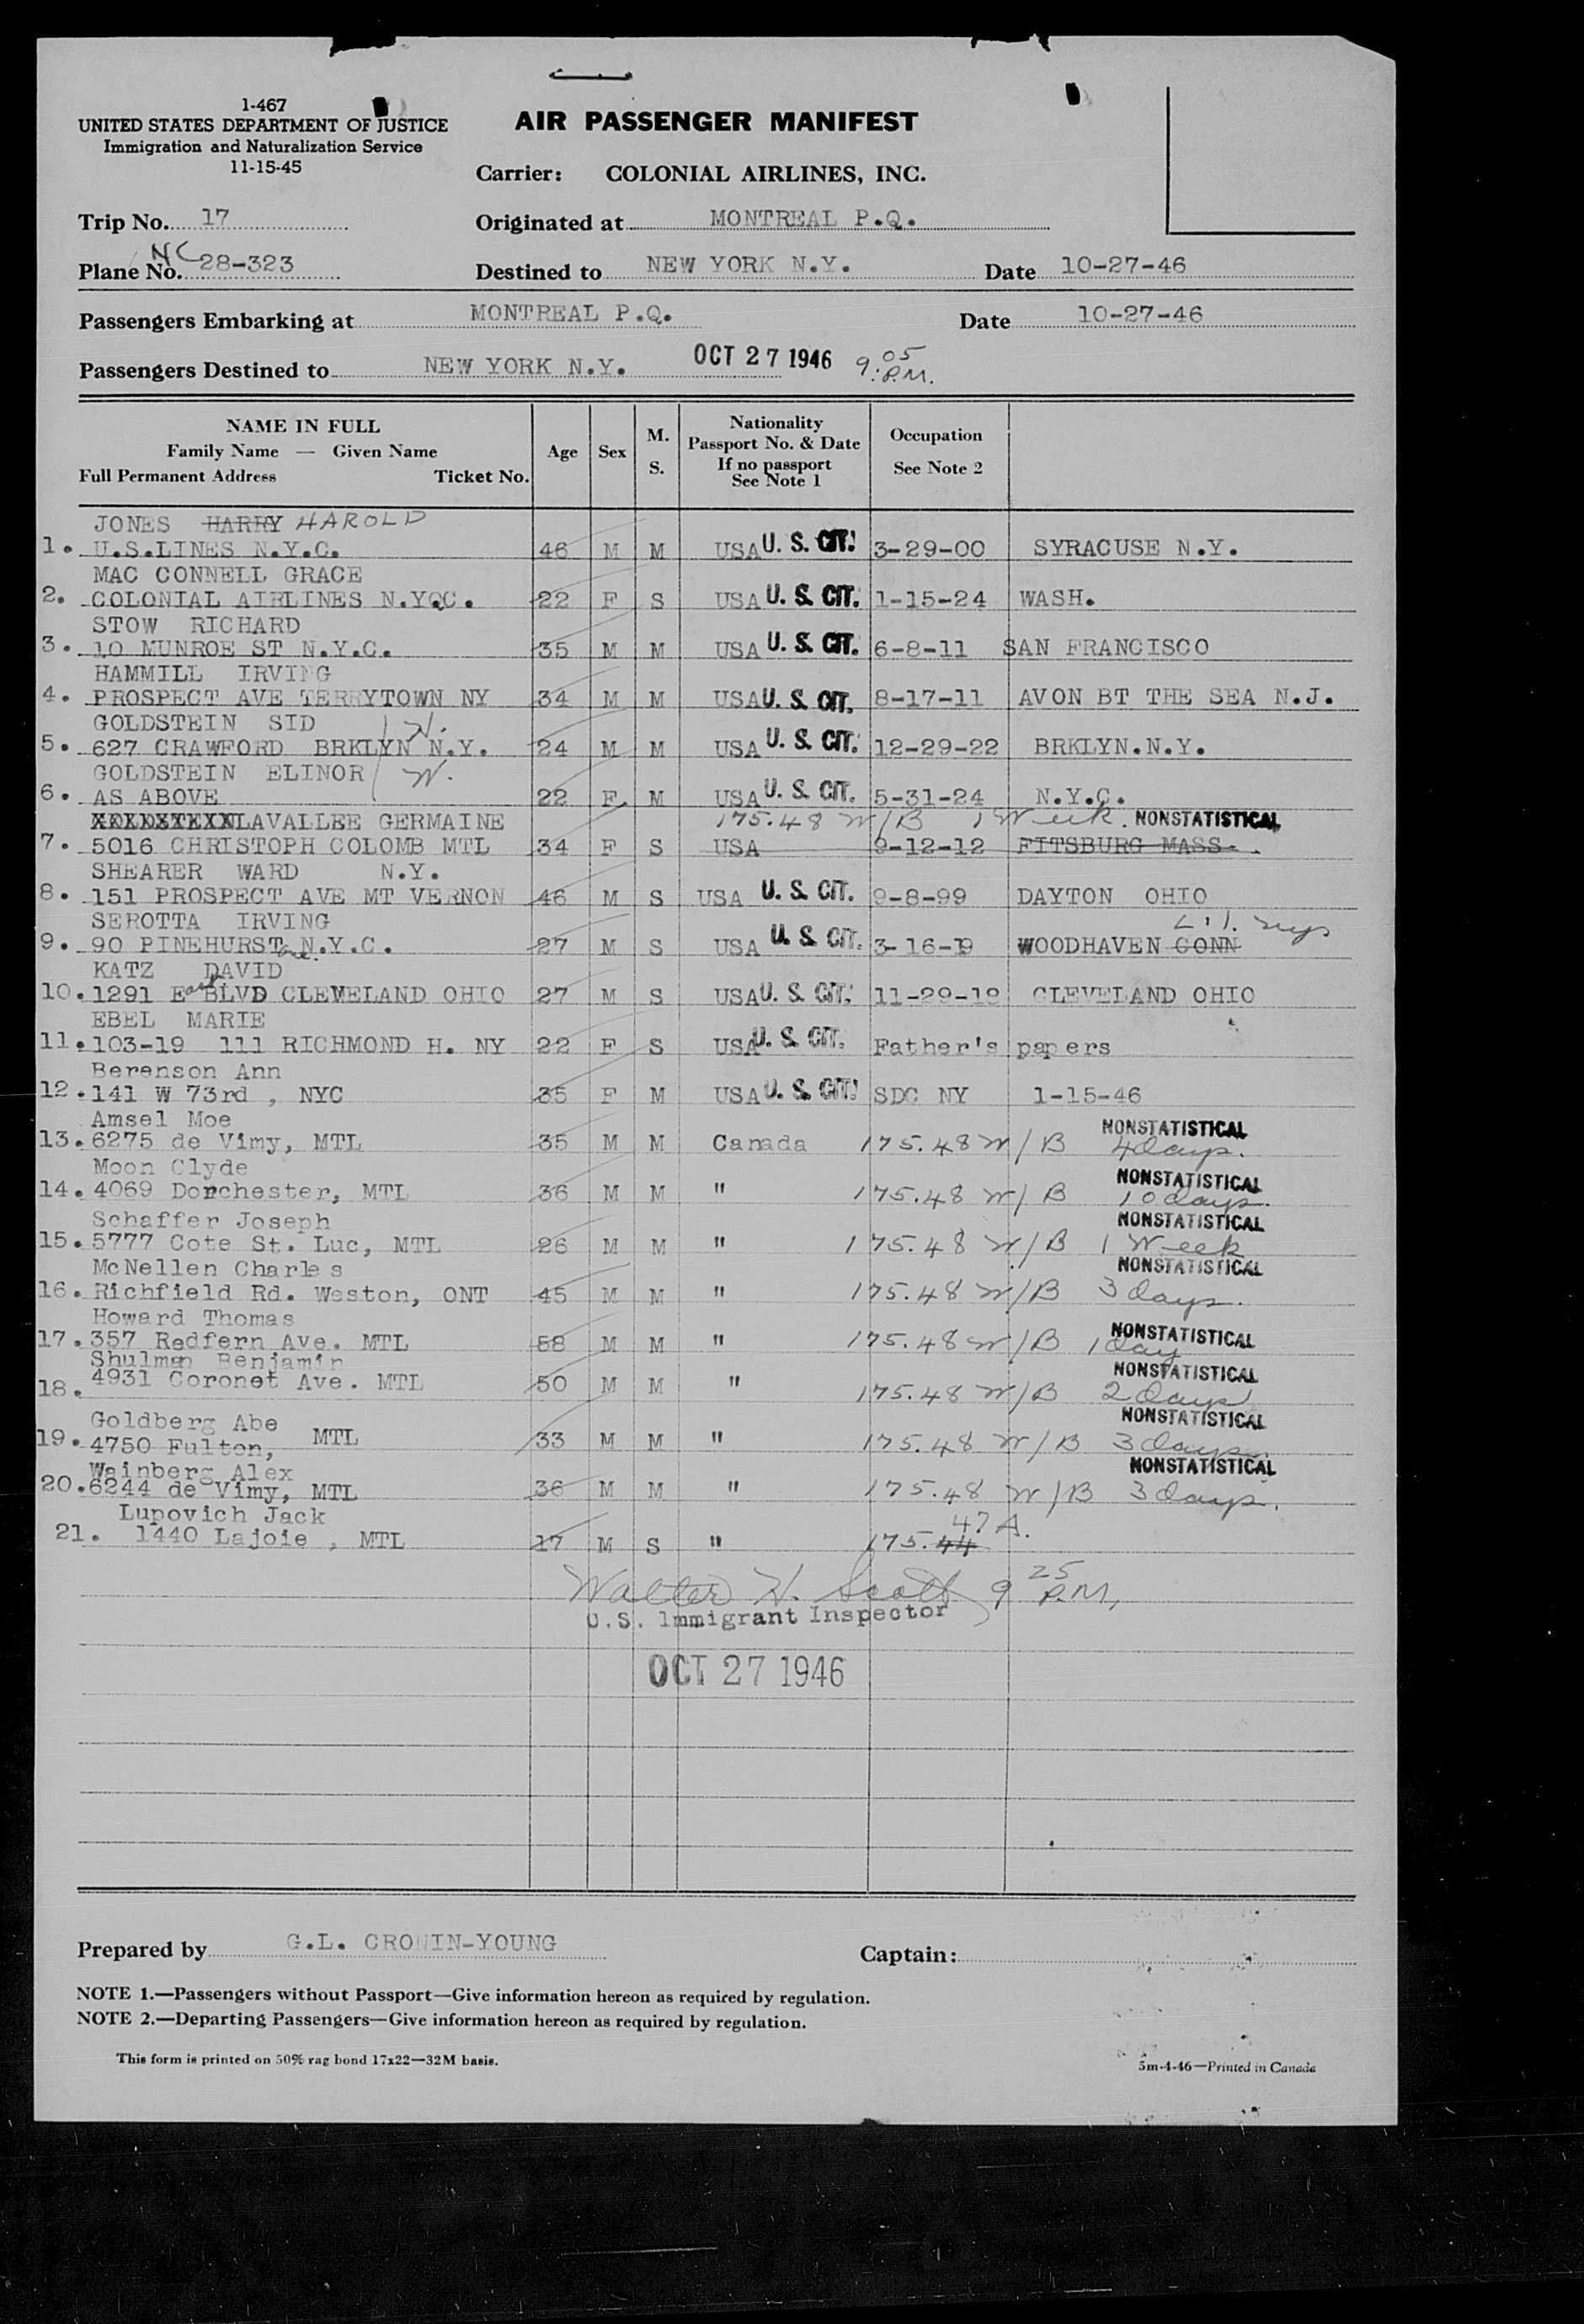 1-467
UNITED STATES DEPARTMENT OF JUSTICE
Immigration and Naturalization Service
11-15-45
AIR PASSENGER MANIFEST
Carrier: COLONIAL AIRLINES, INC.
Trip No. 17 Originated at MONTREAL P.Q.
Plane No. NC 28-323 Destined to NEW YORK N.Y. Date 10-27-46
Passengers Embarking at MONTREAL P.Q. Date 10-27-46
Passengers Destined to NEW YORK N.Y. OCT 27 1946 9:05 P.M.
NAME IN FULL
Family Name — Given Name
Full Permanent Address Ticket No.
Age
Sex
M.
S.
Nationality
Passport No. & Date
If no passport
See Note 1
Occupation
See Note 2
JONES HARRY HAROLD
1. U.S.LINES N.Y.C. 46 M M USA U. S. CIT. 3-29-00 SYRACUSE N.Y.
MAC CONNELL GRACE
2. COLONIAL AIRLINES N.Y.C. 22 F S USA U. S. CIT. 1-15-24 WASH.
STOW RICHARD
3. 10 MUNROE ST N.Y.C. 35 M M USA U. S. CIT. 6-8-11 SAN FRANCISCO
HAMMILL IRVING
4. PROSPECT AVE TERRYTOWN NY 34 M M USA U. S. CIT. 8-17-11 AVON BT THE SEA N.J.
GOLDSTEIN SID H.
5. 627 CRAWFORD BRKLYN N.Y. 24 M M USA U. S. CIT. 12-29-22 BRKLYN.N.Y.
GOLDSTEIN ELINOR W.
6. AS ABOVE 22 F M USA U. S. CIT. 5-31-24 N.Y.C.
LAVALLEE GERMAINE 175.48 W/B 1 Week. NONSTATISTICAL
7. 5016 CHRISTOPH COLOMB MTL 34 F S USA 9-12-12 FITSBURG MASS.
SHEARER WARD N.Y.
8. 151 PROSPECT AVE MT VERNON 46 M S USA U. S. CIT. 9-8-99 DAYTON OHIO
SEROTTA IRVING L.I. NY
9. 90 PINEHURST Ave. N.Y.C. 27 M S USA U. S. CIT. 3-16-19 WOODHAVEN CONN
KATZ DAVID
10. 1291 East BLVD CLEVELAND OHIO 27 M S USA U. S. CIT. 11-29-18 CLEVELAND OHIO
EBEL MARIE
11. 103-19 111 RICHMOND H. NY 22 F S USA U. S. CIT. Father's papers
Berenson Ann
12. 141 W 73rd , NYC 35 F M USA U. S. CIT. SDC NY 1-15-46
Amsel Moe NONSTATISTICAL
13. 6275 de Vimy, MTL 35 M M Canada 175.48 W/B 4 days.
Moon Clyde NONSTATISTICAL
14. 4069 Dorchester, MTL 36 M M " 175.48 W/B 10 days.
Schaffer Joseph NONSTATISTICAL
15. 5777 Cote St. Luc, MTL 26 M M " 175.48 W/B 1 Week
McNellen Charles NONSTATISTICAL
16. Richfield Rd. Weston, ONT 45 M M " 175.48 W/B 3 days.
Howard Thomas NONSTATISTICAL
17. 357 Redfern Ave. MTL 58 M M " 175.48 W/B 1 day
Shulman Benjamin NONSTATISTICAL
18. 4931 Coronet Ave. MTL 50 M M " 175.48 W/B 2 days
Goldberg Abe NONSTATISTICAL
19. 4750 Fulton, MTL 33 M M " 175.48 W/B 3 days.
Wainberg Alex NONSTATISTICAL
20. 6244 de Vimy, MTL 36 M M " 175.48 W/B 3 days.
Lupovich Jack 47A.
21. 1440 Lajoie , MTL 17 M S " 175.44
Walter H. Scott 9 25 P.M.
U.S. Immigrant Inspector
OCT 27 1946
Prepared by G.L. CRONIN-YOUNG Captain:
NOTE 1.—Passengers without Passport—Give information hereon as required by regulation.
NOTE 2.—Departing Passengers—Give information hereon as required by regulation.
This form is printed on 50% rag bond 17x22—32M basis. 5m-4-46—Printed in Canada